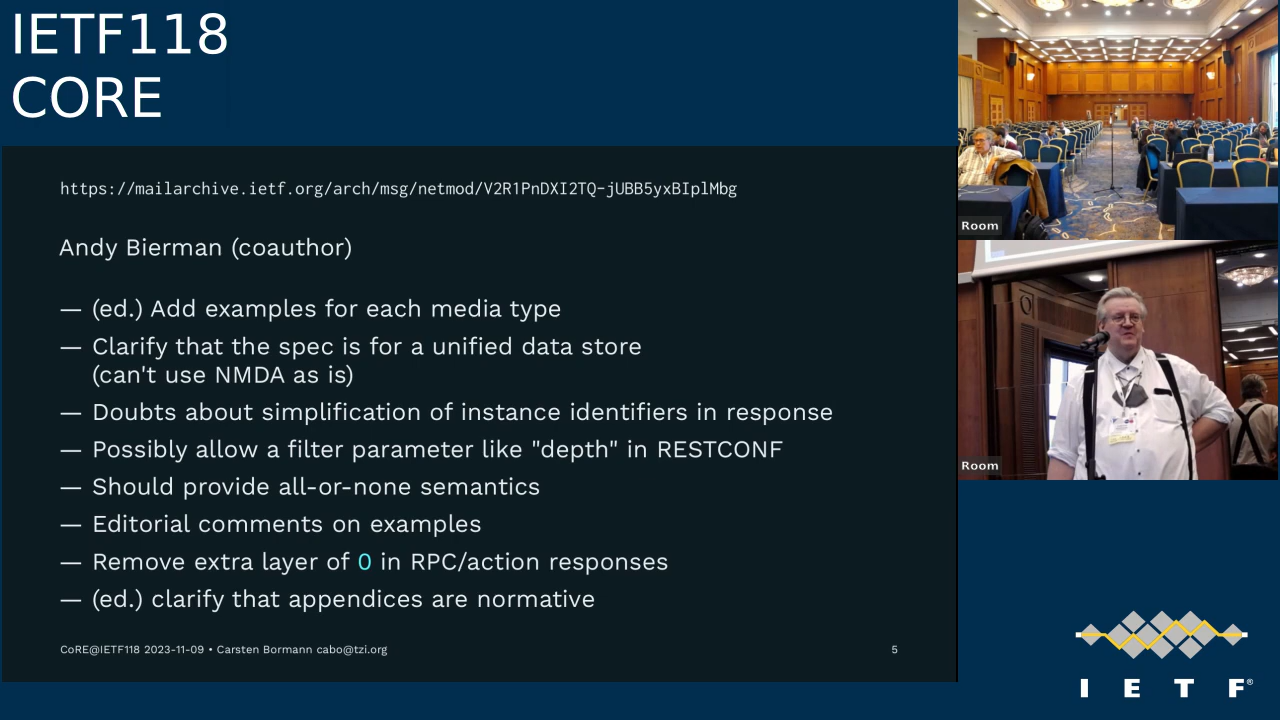 IETF118
CORE
https://mailarchive.ietf.org/arch/msg/netmod/V2R1PnDXI2TQ-jUBB5yxBIplMbg
Andy Bierman (coauthor)
— (ed.) Add examples for each media type
— Clarify that the spec is for a unified data store
(can't use NMDA as is)
— Doubts about simplification of instance identifiers in response
— Possibly allow a filter parameter like "depth" in RESTCONF
— Should provide all-or-none semantics
— Editorial comments on examples
— Remove extra layer of 0 in RPC/action responses
— (ed.) clarify that appendices are normative
CoRE@IETF118 2023-11-09 • Carsten Bormann cabo@tzi.org
5
Room
Room
I E T F®